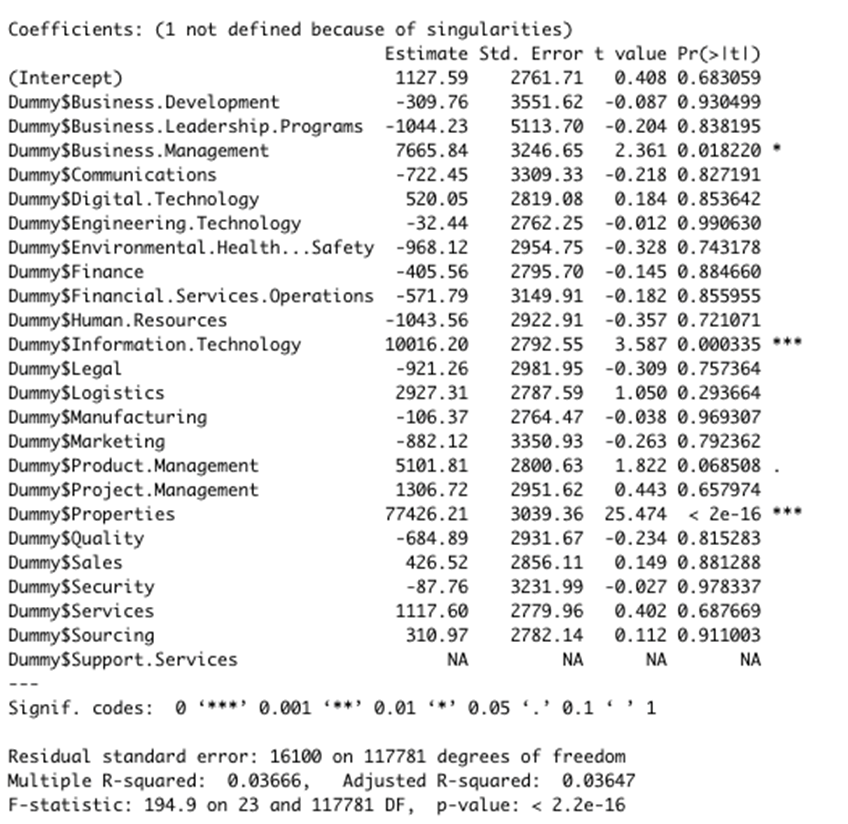 Coefficients: (1 not defined because of singularities)
Estimate Std. Error t value Pr(>|t|)
(Intercept) 1127.59 2761.71 0.408 0.683059
Dummy$Business.Development -309.76 3551.62 -0.087 0.930499
Dummy$Business.Leadership.Programs -1044.23 5113.70 -0.204 0.838195
Dummy$Business.Management 7665.84 3246.65 2.361 0.018220 *
Dummy$Communications -722.45 3309.33 -0.218 0.827191
Dummy$Digital.Technology 520.05 2819.08 0.184 0.853642
Dummy$Engineering.Technology -32.44 2762.25 -0.012 0.990630
Dummy$Environmental.Health...Safety -968.12 2954.75 -0.328 0.743178
Dummy$Finance -405.56 2795.70 -0.145 0.884660
Dummy$Financial.Services.Operations -571.79 3149.91 -0.182 0.855955
Dummy$Human.Resources -1043.56 2922.91 -0.357 0.721071
Dummy$Information.Technology 10016.20 2792.55 3.587 0.000335 ***
Dummy$Legal -921.26 2981.95 -0.309 0.757364
Dummy$Logistics 2927.31 2787.59 1.050 0.293664
Dummy$Manufacturing -106.37 2764.47 -0.038 0.969307
Dummy$Marketing -882.12 3350.93 -0.263 0.792362
Dummy$Product.Management 5101.81 2800.63 1.822 0.068508 .
Dummy$Project.Management 1306.72 2951.62 0.443 0.657974
Dummy$Properties 77426.21 3039.36 25.474 < 2e-16 ***
Dummy$Quality -684.89 2931.67 -0.234 0.815283
Dummy$Sales 426.52 2856.11 0.149 0.881288
Dummy$Security -87.76 3231.99 -0.027 0.978337
Dummy$Services 1117.60 2779.96 0.402 0.687669
Dummy$Sourcing 310.97 2782.14 0.112 0.911003
Dummy$Support.Services NA NA NA NA
---
Signif. codes: 0 ‘***’ 0.001 ‘**’ 0.01 ‘*’ 0.05 ‘.’ 0.1 ‘ ’ 1
Residual standard error: 16100 on 117781 degrees of freedom
Multiple R-squared: 0.03666, Adjusted R-squared: 0.03647
F-statistic: 194.9 on 23 and 117781 DF, p-value: < 2.2e-16